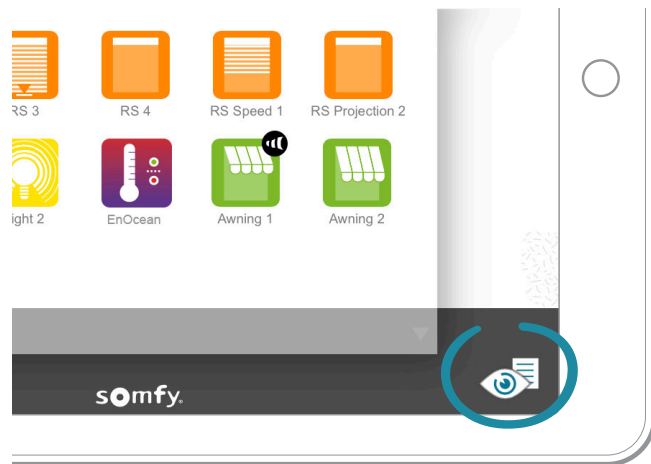 RS 3 RS 4 RS Speed 1 RS Projection 2
ight 2 EnOcean Awning 1 Awning 2
somfy.